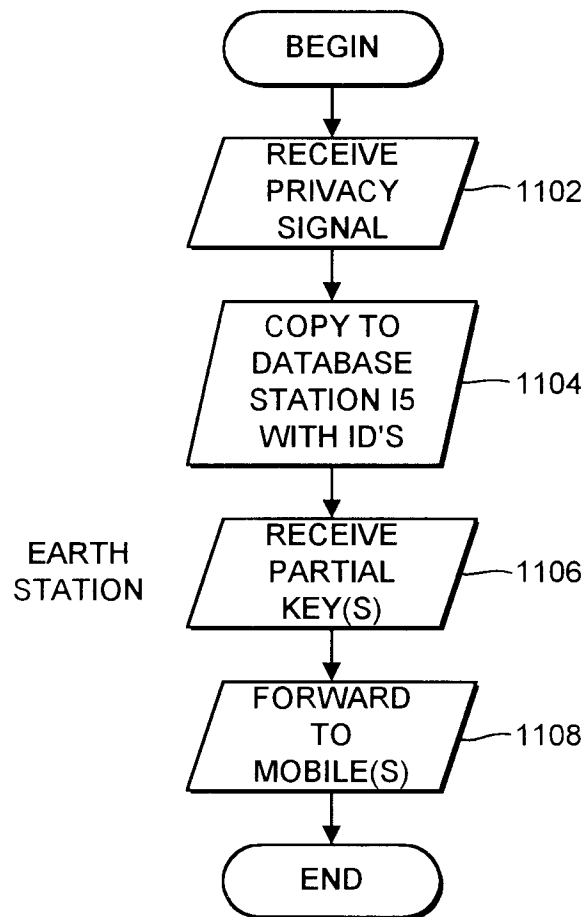 BEGIN
RECEIVE
PRIVACY
SIGNAL
1102
COPY TO
DATABASE
STATION I5
WITH ID'S
1104
EARTH
STATION
RECEIVE
PARTIAL
KEY(S)
1106
FORWARD
TO
MOBILE(S)
1108
END